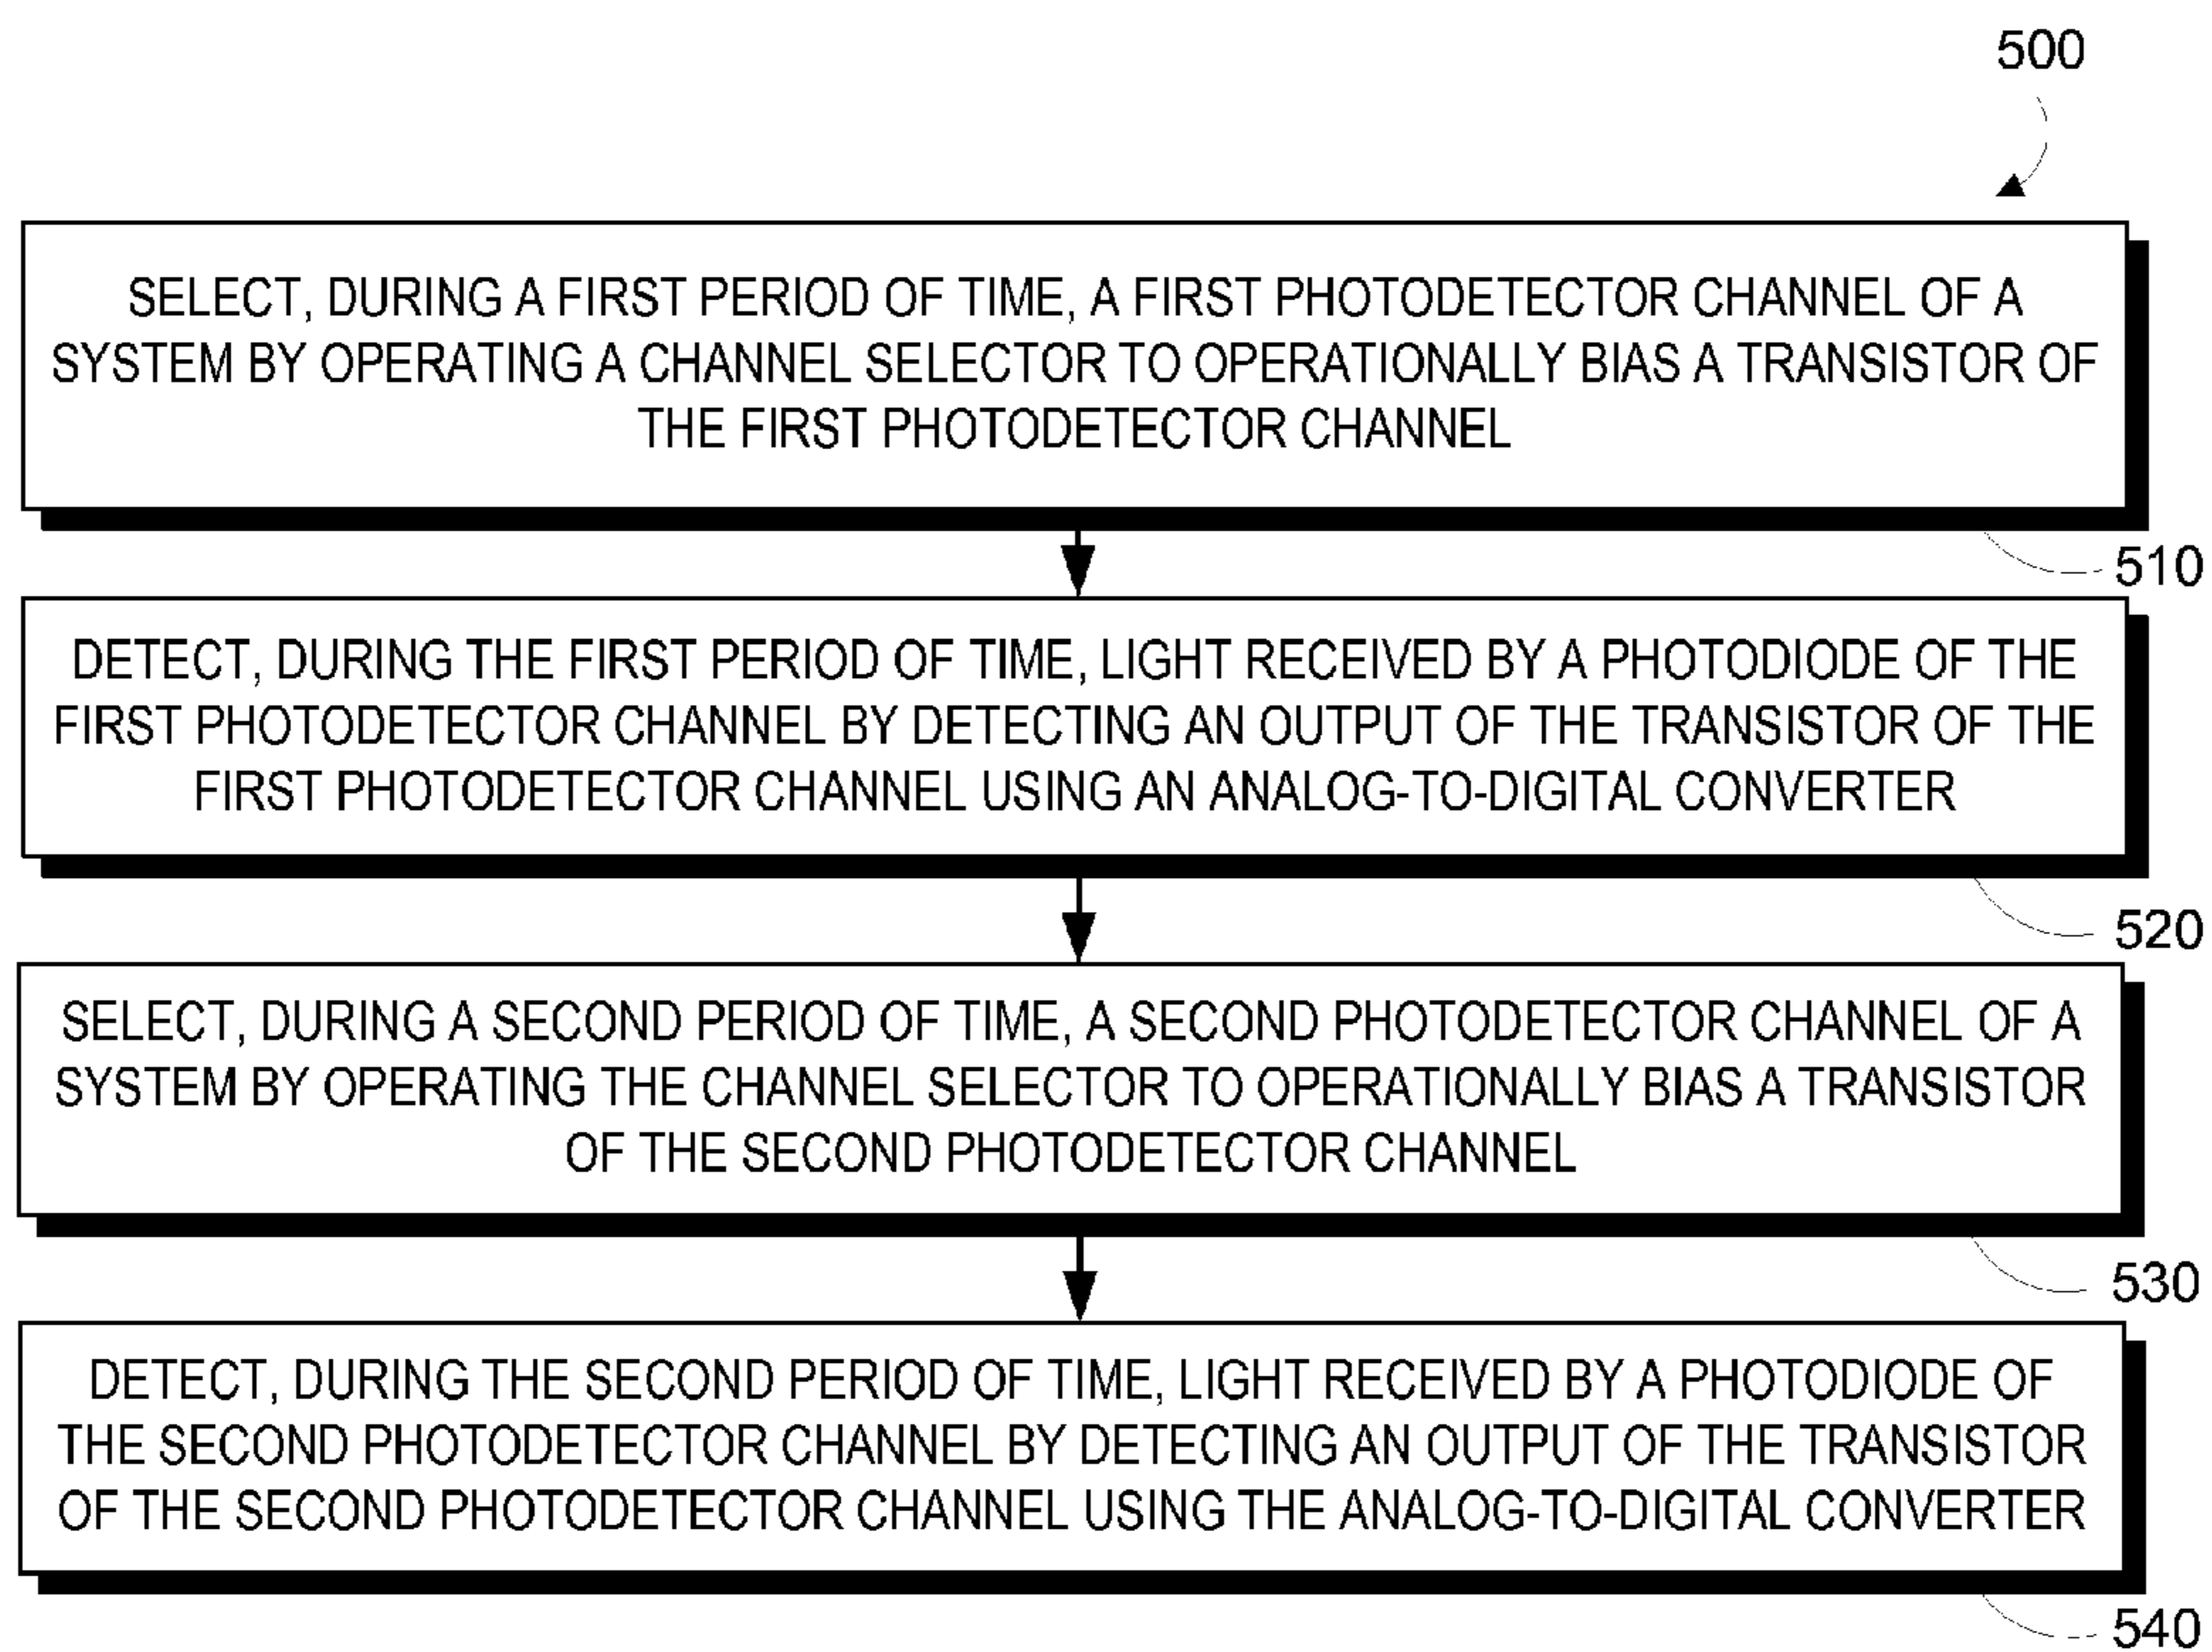 500
SELECT, DURING A FIRST PERIOD OF TIME, A FIRST PHOTODETECTOR CHANNEL OF A
SYSTEM BY OPERATING A CHANNEL SELECTOR TO OPERATIONALLY BIAS A TRANSISTOR OF
THE FIRST PHOTODETECTOR CHANNEL
510
DETECT, DURING THE FIRST PERIOD OF TIME, LIGHT RECEIVED BY A PHOTODIODE OF THE
FIRST PHOTODETECTOR CHANNEL BY DETECTING AN OUTPUT OF THE TRANSISTOR OF THE
FIRST PHOTODETECTOR CHANNEL USING AN ANALOG-TO-DIGITAL CONVERTER
520
SELECT, DURING A SECOND PERIOD OF TIME, A SECOND PHOTODETECTOR CHANNEL OF A
SYSTEM BY OPERATING THE CHANNEL SELECTOR TO OPERATIONALLY BIAS A TRANSISTOR
OF THE SECOND PHOTODETECTOR CHANNEL
530
DETECT, DURING THE SECOND PERIOD OF TIME, LIGHT RECEIVED BY A PHOTODIODE OF
THE SECOND PHOTODETECTOR CHANNEL BY DETECTING AN OUTPUT OF THE TRANSISTOR
OF THE SECOND PHOTODETECTOR CHANNEL USING THE ANALOG-TO-DIGITAL CONVERTER
540